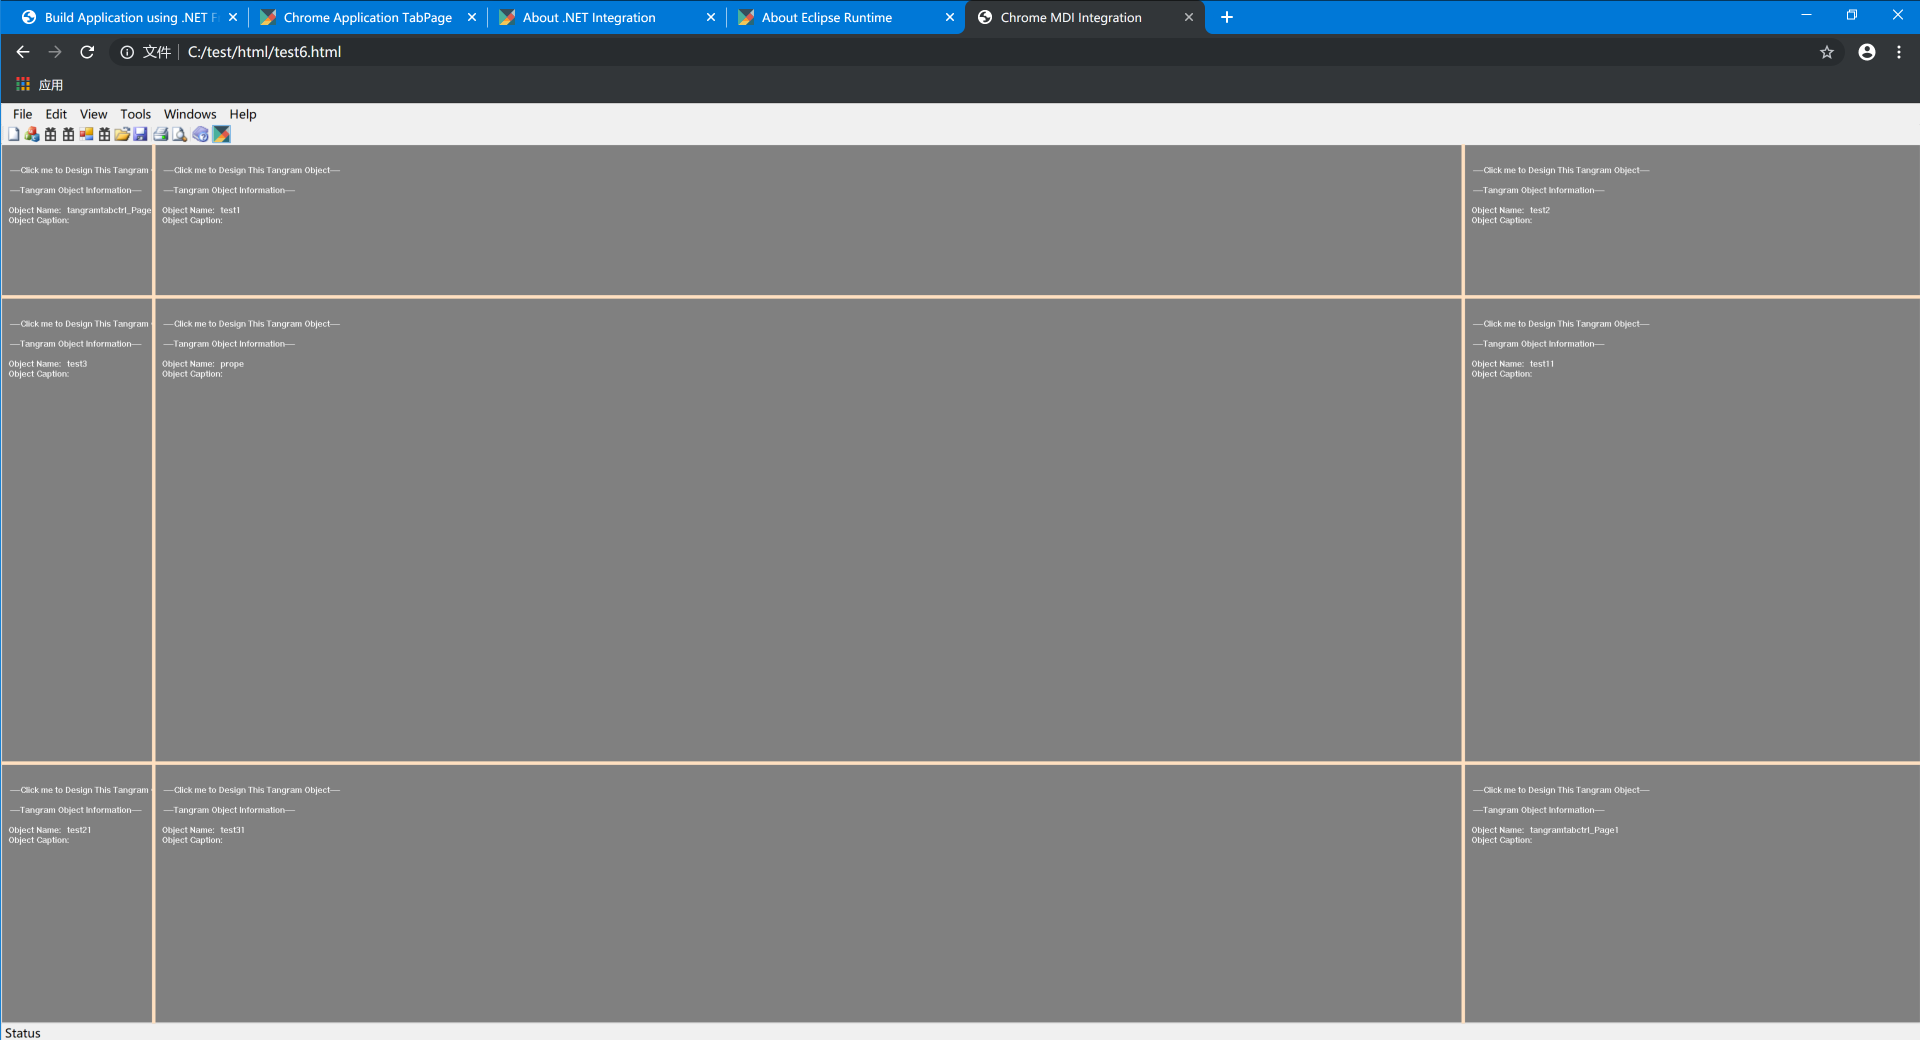 Build Application using .NET F
Chrome Application TabPage
About .NET Integration
About Eclipse Runtime
Chrome MDI Integration
文件 C:/test/html/test6.html
应用
File Edit View Tools Windows Help
----Click me to Design This Tangram
----Tangram Object Information----
Object Name: tangramtabctrl_Page
Object Caption:
----Click me to Design This Tangram Object----
----Tangram Object Information----
Object Name: test1
Object Caption:
----Click me to Design This Tangram Object----
----Tangram Object Information----
Object Name: test2
Object Caption:
----Click me to Design This Tangram
----Tangram Object Information----
Object Name: test3
Object Caption:
----Click me to Design This Tangram Object----
----Tangram Object Information----
Object Name: prope
Object Caption:
----Click me to Design This Tangram Object----
----Tangram Object Information----
Object Name: test11
Object Caption:
----Click me to Design This Tangram
----Tangram Object Information----
Object Name: test21
Object Caption:
----Click me to Design This Tangram Object----
----Tangram Object Information----
Object Name: test31
Object Caption:
----Click me to Design This Tangram Object----
----Tangram Object Information----
Object Name: tangramtabctrl_Page1
Object Caption:
Status